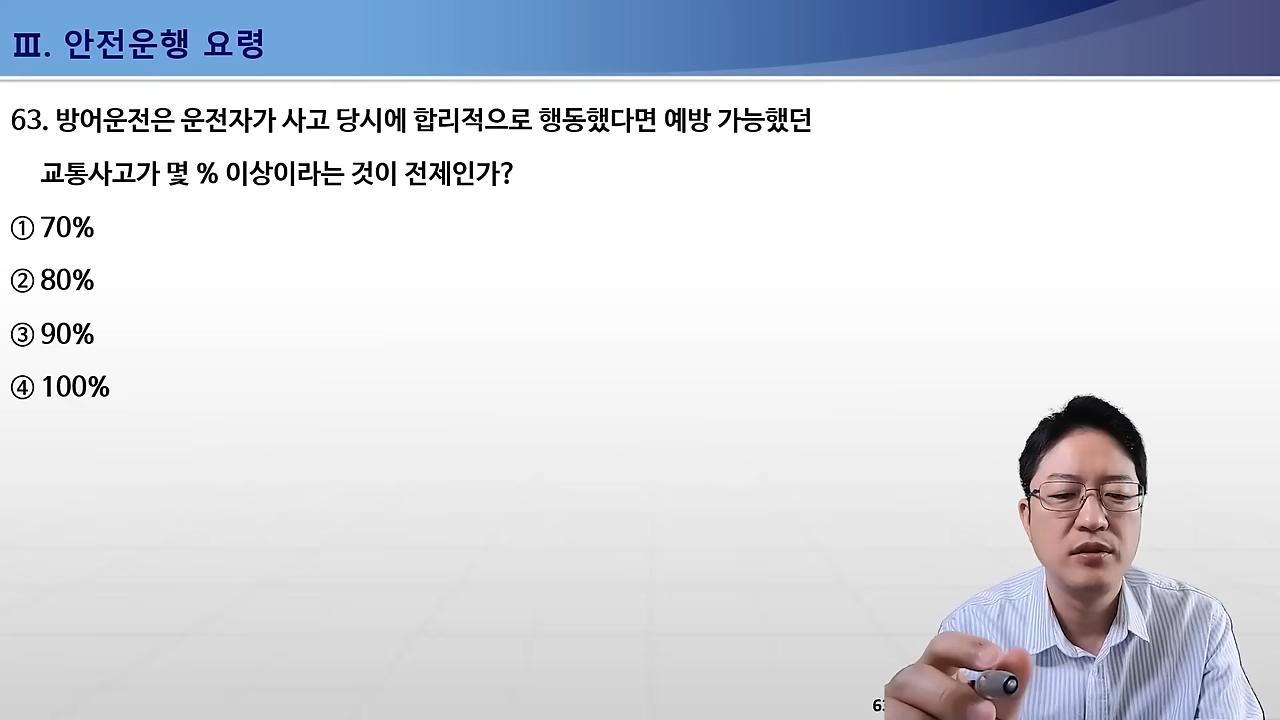 Ⅲ. 안전운행 요령
63. 방어운전은 운전자가 사고 당시에 합리적으로 행동했다면 예방 가능했던
교통사고가 몇 % 이상이라는 것이 전제인가?
① 70%
② 80%
③ 90%
④ 100%